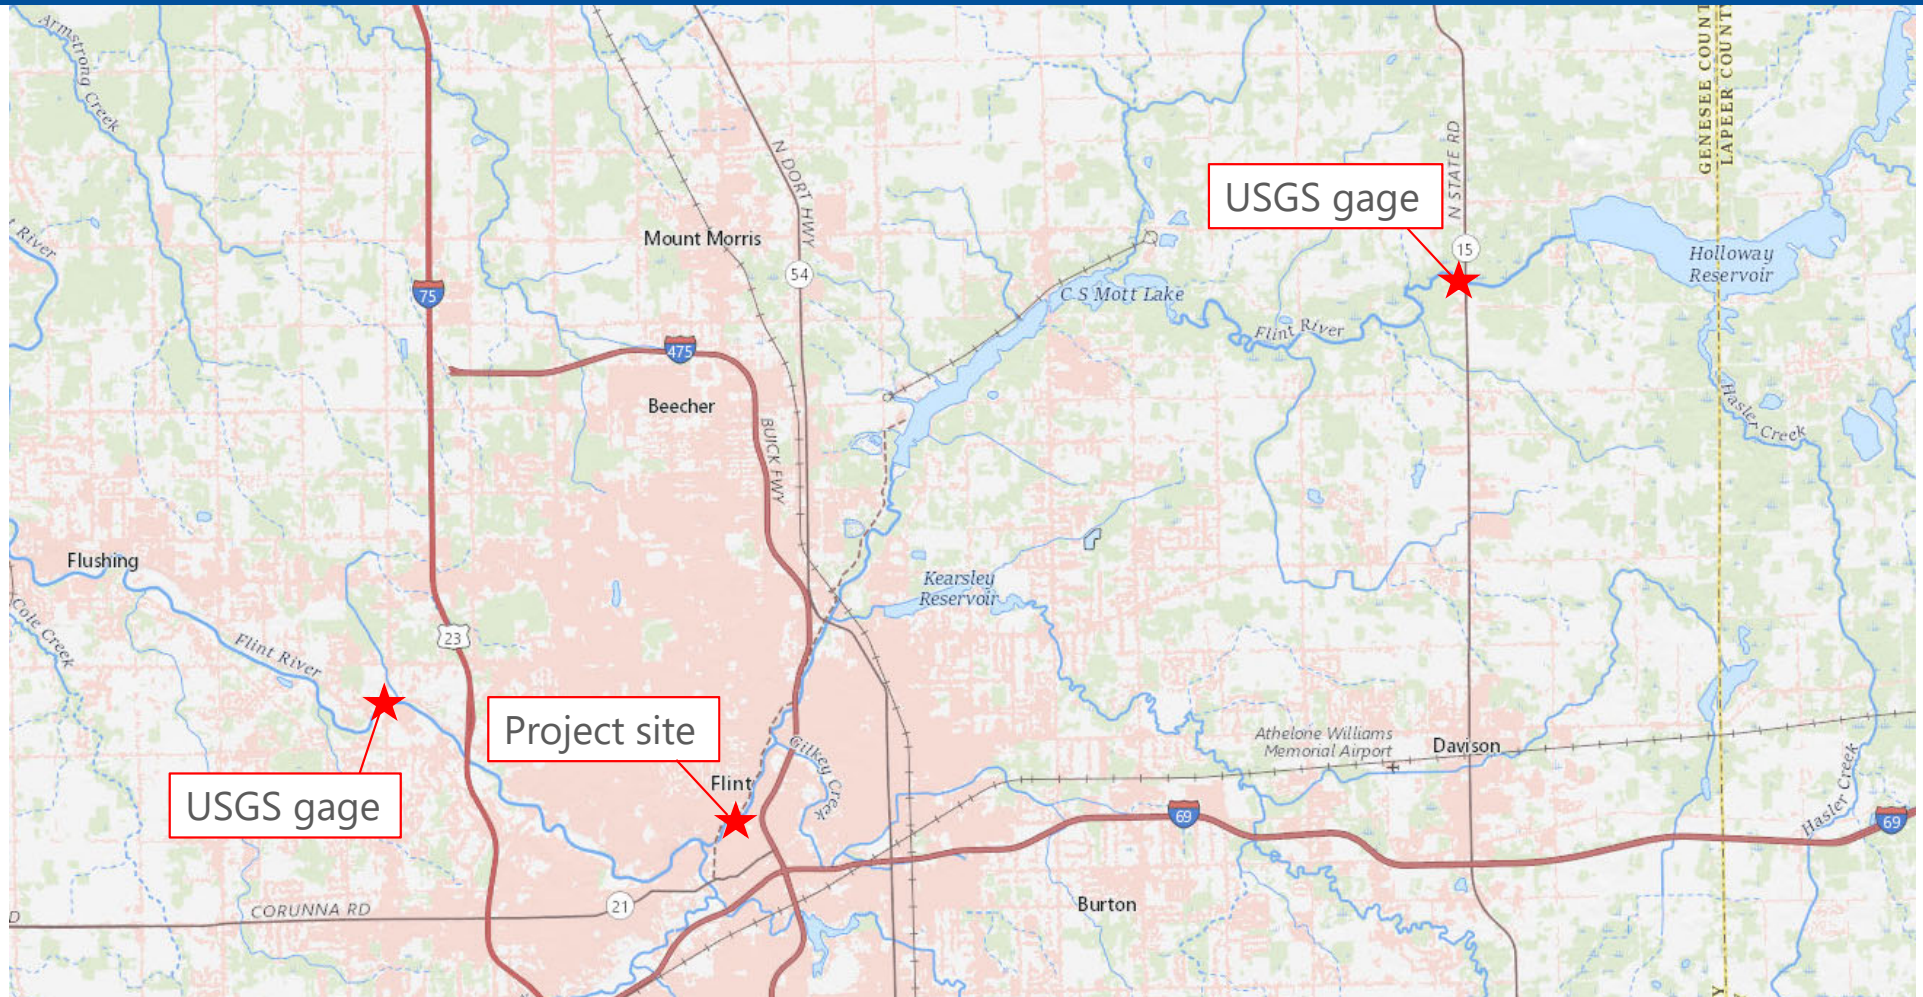 Armstrong Creek
GENESEE COUNTY
LAPEER COUNTY
N DORT HWY
N STATE RD
USGS gage
River
Mount Morris
15
Holloway
Reservoir
54
75
C S Mott Lake
Flint River
475
Beecher
Hasler Creek
BUICK FWY
Flushing
Kearsley
Reservoir
Cole Creek
23
Flint River
Project site
Gilkey Creek
Athelone Williams
Memorial Airport
Davison
Flint
USGS gage
Hasler Creek
69
69
CORUNNA RD
21
Burton
D
Y